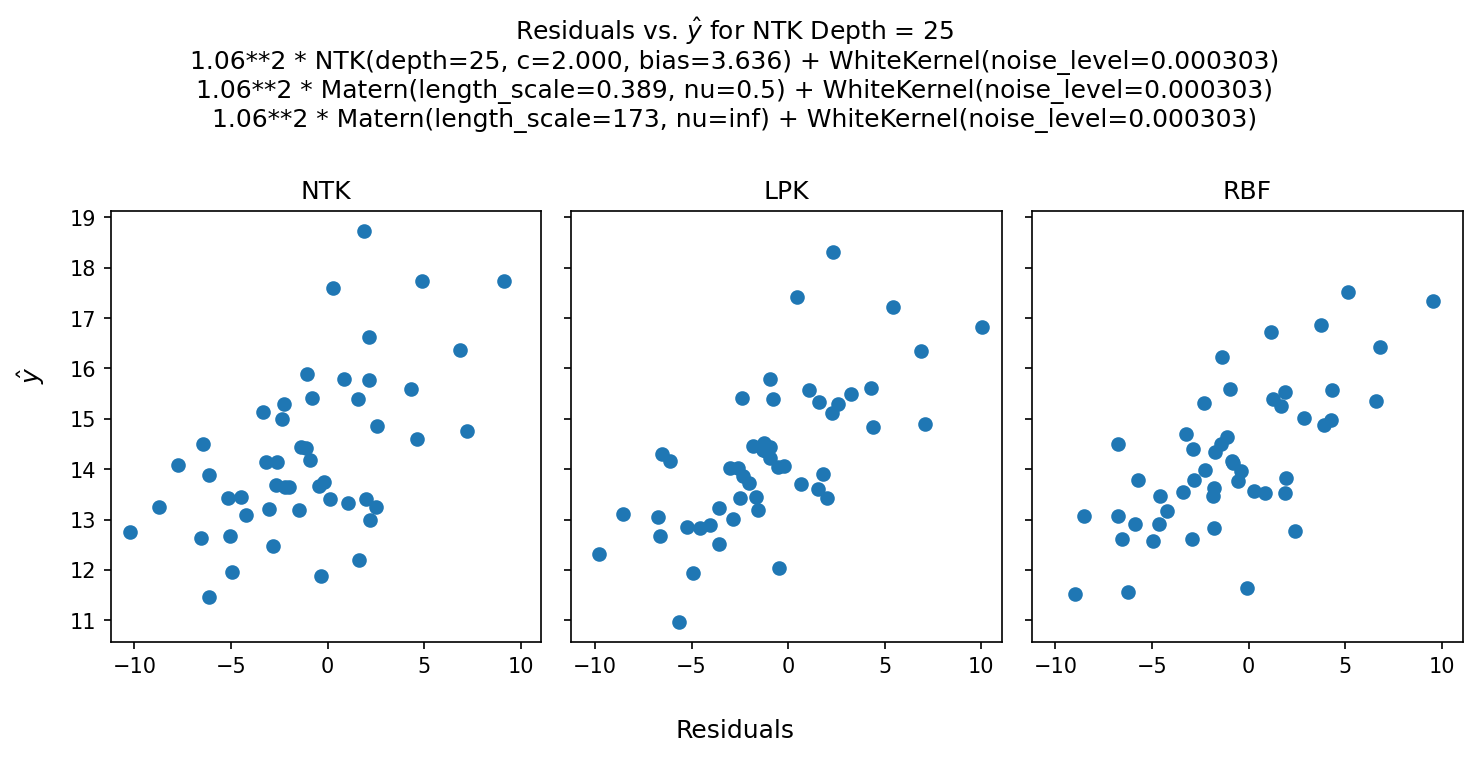 Residuals vs. ŷ for NTK Depth = 25
1.06**2 * NTK(depth=25, c=2.000, bias=3.636) + WhiteKernel(noise_level=0.000303)
1.06**2 * Matern(length_scale=0.389, nu=0.5) + WhiteKernel(noise_level=0.000303)
1.06**2 * Matern(length_scale=173, nu=inf) + WhiteKernel(noise_level=0.000303)
NTK LPK RBF
19
18
17
16
ŷ
15
14
13
12
11
−10 −5 0 5 10 −10 −5 0 5 10 −10 −5 0 5 10
Residuals